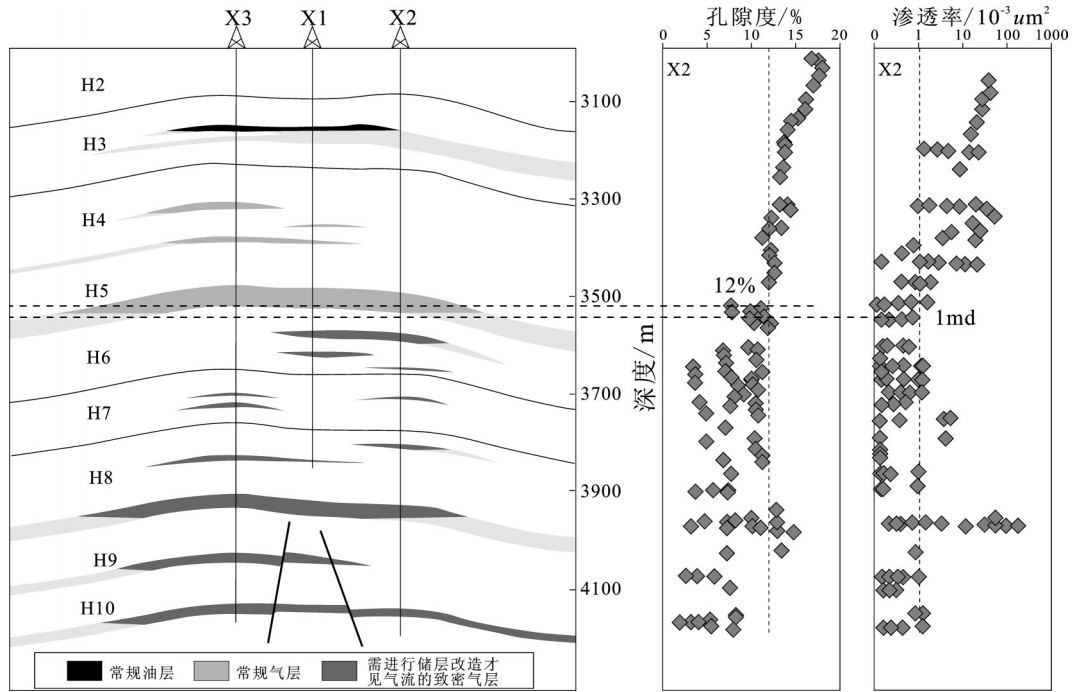 X3
X1
X2
H2
H3
H4
H5
H6
H7
H8
H9
H10
3100
3300
3500
3700
3900
4100
深度/m
常规油层
常规气层
需进行储层改造才
见气流的致密气层
孔隙度/%
0 5 10 15 20
X2
12%
渗透率/10⁻³um²
0 1 10 100 1000
X2
1md